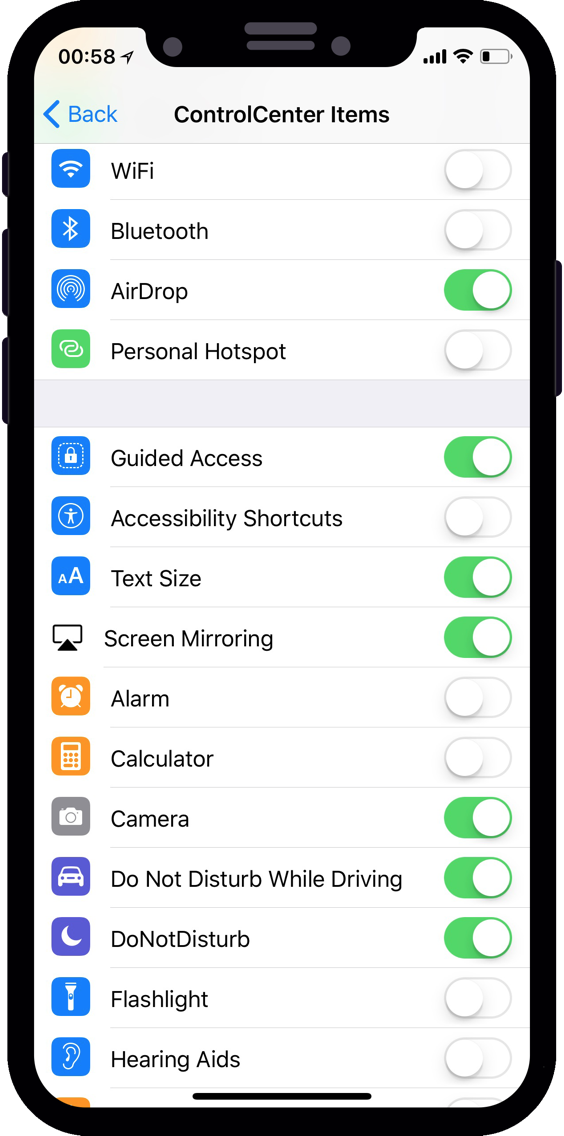 00:58
Back
ControlCenter Items
WiFi
Bluetooth
AirDrop
Personal Hotspot
Guided Access
Accessibility Shortcuts
AA Text Size
Screen Mirroring
Alarm
Calculator
Camera
Do Not Disturb While Driving
DoNotDisturb
Flashlight
Hearing Aids